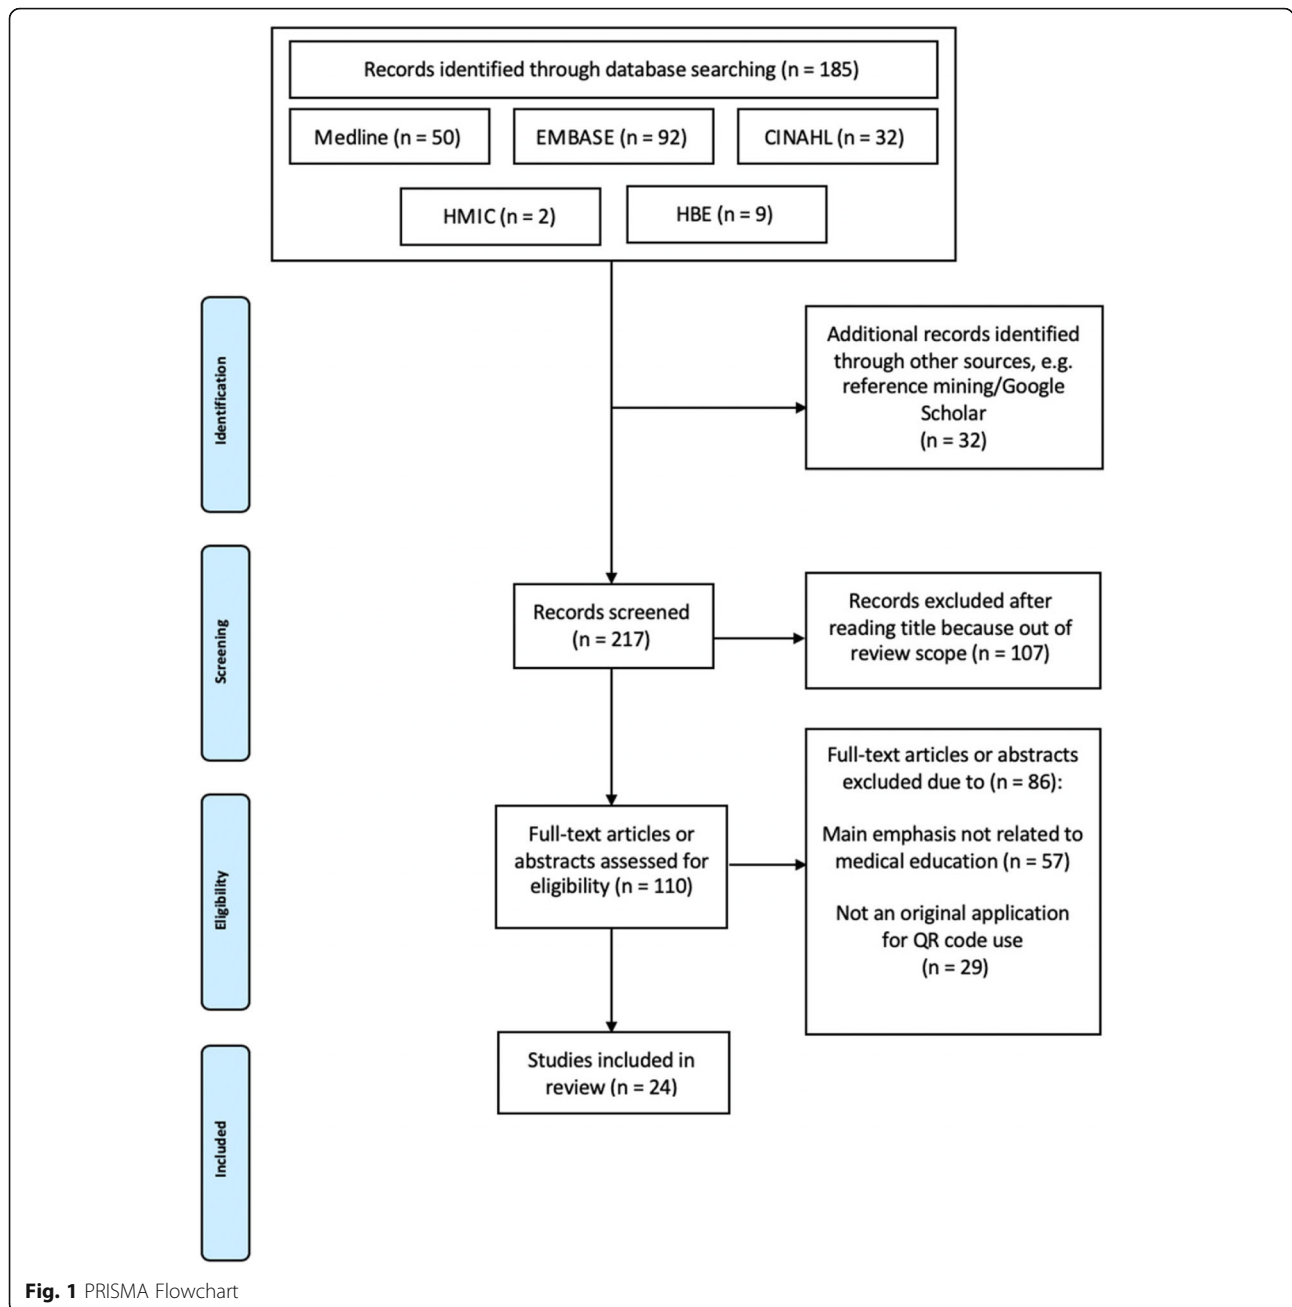 Records identified through database searching (n = 185)
Medline (n = 50)
EMBASE (n = 92)
CINAHL (n = 32)
HMIC (n = 2)
HBE (n = 9)
Identification
Additional records identified
through other sources, e.g.
reference mining/Google
Scholar
(n = 32)
Screening
Records screened
(n = 217)
Records excluded after
reading title because out of
review scope (n = 107)
Eligibility
Full-text articles or
abstracts assessed for
eligibility (n = 110)
Full-text articles or abstracts
excluded due to (n = 86):
Main emphasis not related to
medical education (n = 57)
Not an original application
for QR code use
(n = 29)
Included
Studies included in
review (n = 24)
Fig. 1 PRISMA Flowchart